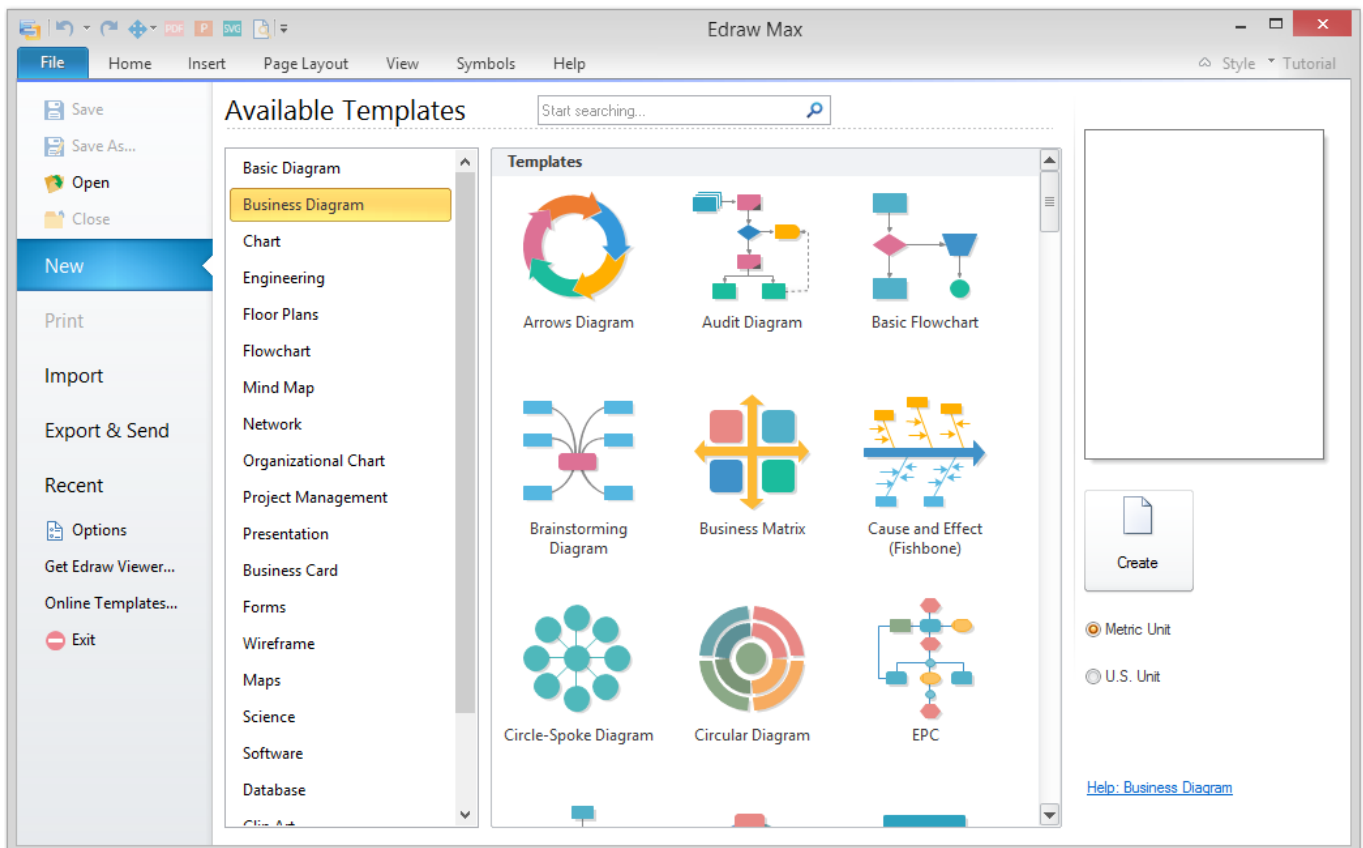 PDF P SVG
Edraw Max
File Home Insert Page Layout View Symbols Help
Style Tutorial
Save
Save As...
Open
Close
New
Print
Import
Export & Send
Recent
Options
Get Edraw Viewer...
Online Templates...
Exit
Available Templates
Start searching...
Basic Diagram
Business Diagram
Chart
Engineering
Floor Plans
Flowchart
Mind Map
Network
Organizational Chart
Project Management
Presentation
Business Card
Forms
Wireframe
Maps
Science
Software
Database
Clip Art
Templates
Arrows Diagram
Audit Diagram
Basic Flowchart
Brainstorming
Diagram
Business Matrix
Cause and Effect
(Fishbone)
Circle-Spoke Diagram
Circular Diagram
EPC
Create
Metric Unit
U.S. Unit
Help: Business Diagram